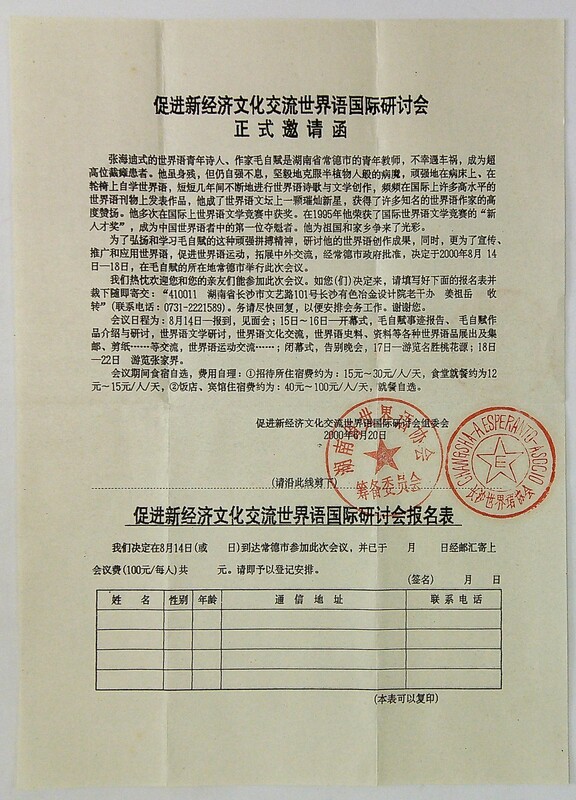 促进新经济文化交流世界语国际研讨会
正式邀请函
张海迪式的世界语青年诗人、作家毛自赋是湖南省常德市的青年教师，不幸遇车祸，成为超
高位截瘫患者。他虽身残，但仍自强不息，坚毅地克服半植物人般的病魔，顽强地在病床上、在
轮椅上自学世界语，短短几年间不断地进行世界语诗歌与文学创作，频频在国际上许多高水平的
世界语刊物上发表作品，他成了世界语文坛上一颗璀灿新星，获得了许多知名的世界语作家的高
度赞扬。他多次在国际上世界语文学竞赛中获奖。在1995年他荣获了国际世界语文学竞赛的“新
人才奖”，成为中国世界语者中的第一位夺魁者。他为祖国和家乡争来了光彩。
为了弘扬和学习毛自赋的这种顽强拼搏精神，研讨他的世界语创作成果，同时，更为了宣传、
推广和应用世界语，促进世界语运动，拓展中外交流，经常德市政府批准，决定于2000年8月 14
日—18日，在毛自赋的所在地常德市举行此次会议。
我们热忱欢迎您和您的亲友们能参加此次会议。如您(们)决定来，请填写好下面的报名表并
裁下随即寄交：“410011 湖南省长沙市文艺路101号长沙有色冶金设计院老干办 姜祖岳 收
转”(联系电话：0731-2221589)。务请尽快回复，以便安排会务工作。谢谢您。
会议日程为：8月14日—报到，见面会；15日～16日—开幕式，毛自赋事迹报告、毛自赋作
品介绍与研讨，世界语文学研讨，世界语文化交流，世界语史料、资料等各种世界语品展出及集
邮、剪纸……等交流，世界语运动交流……；闭幕式，告别晚会，17日—游览名胜桃花源；18日
—22日 游览张家界。
会议期间食宿自选，费用自理：①招待所住宿费约为：15元～30元/人/天，食堂就餐约为12
元～15元/人/天，②饭店、宾馆住宿费约为：40元～100元/人/天，就餐自选。
促进新经济文化交流世界语国际研讨会组委会
2000年6月20日
湖南省世界语协会
筹备委员会
CHANGSHA-A ESPERANTO-ASOCIO
E
长沙世界语协会
(请沿此线剪下)
促进新经济文化交流世界语国际研讨会报名表
我们决定在8月14日(或 日)到达常德市参加此次会议，并已于 月 日经邮汇寄上
会议费(100元/每人)共 元。请即予以登记安排。
(签名) 月 日
姓 名 性别 年龄 通信地址 联系电话
(本表可以复印)